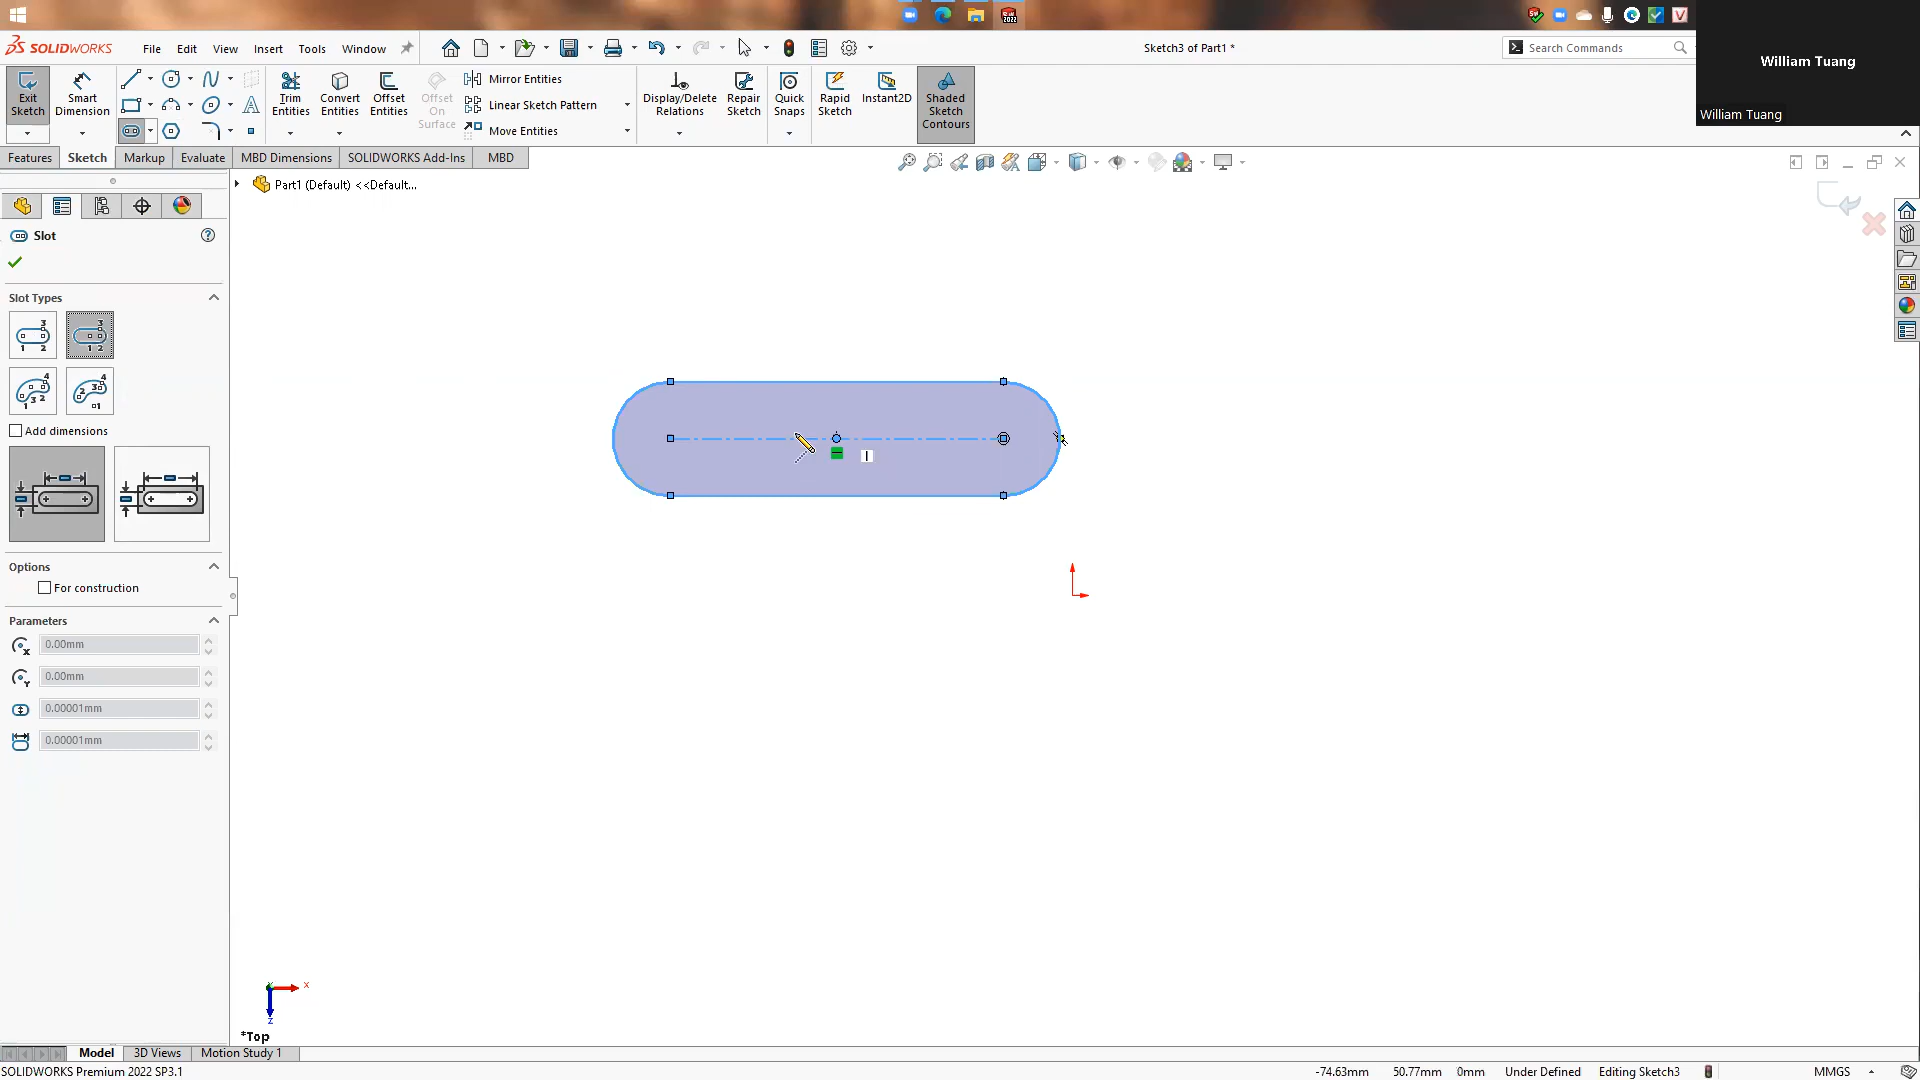 SOLIDWORKS File Edit View Insert Tools Window
Sketch3 of Part1 *
Search Commands
William Tuang
William Tuang
Exit Sketch
Smart Dimension
Trim Entities
Convert Entities
Offset Entities
Offset On Surface
Mirror Entities
Linear Sketch Pattern
Move Entities
Display/Delete Relations
Repair Sketch
Quick Snaps
Rapid Sketch
Instant2D
Shaded Sketch Contours
Features Sketch Markup Evaluate MBD Dimensions SOLIDWORKS Add-Ins MBD
Part1 (Default) <<Default...
Slot
Slot Types
Add dimensions
Options
For construction
Parameters
0.00mm
0.00mm
0.00001mm
0.00001mm
x
z
*Top
Model 3D Views Motion Study 1
SOLIDWORKS Premium 2022 SP3.1
-74.63mm 50.77mm 0mm Under Defined Editing Sketch3 MMGS